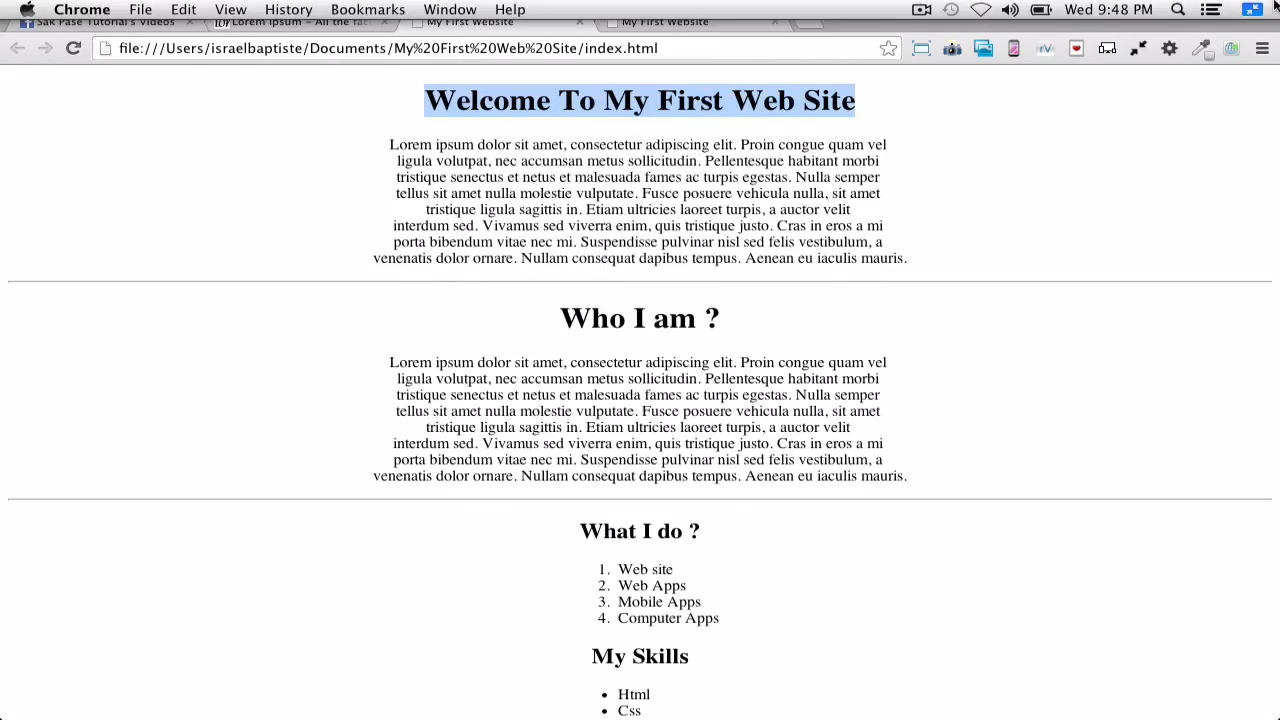 Chrome File Edit View History Bookmarks Window Help Wed 9:48 PM
Sak Pase Tutorial's Videos Lorem Ipsum – All the facts My First Website My First Website
file:///Users/israelbaptiste/Documents/My%20First%20Web%20Site/index.html
Welcome To My First Web Site
Lorem ipsum dolor sit amet, consectetur adipiscing elit. Proin congue quam vel
ligula volutpat, nec accumsan metus sollicitudin. Pellentesque habitant morbi
tristique senectus et netus et malesuada fames ac turpis egestas. Nulla semper
tellus sit amet nulla molestie vulputate. Fusce posuere vehicula nulla, sit amet
tristique ligula sagittis in. Etiam ultricies laoreet turpis, a auctor velit
interdum sed. Vivamus sed viverra enim, quis tristique justo. Cras in eros a mi
porta bibendum vitae nec mi. Suspendisse pulvinar nisl sed felis vestibulum, a
venenatis dolor ornare. Nullam consequat dapibus tempus. Aenean eu iaculis mauris.
Who I am ?
Lorem ipsum dolor sit amet, consectetur adipiscing elit. Proin congue quam vel
ligula volutpat, nec accumsan metus sollicitudin. Pellentesque habitant morbi
tristique senectus et netus et malesuada fames ac turpis egestas. Nulla semper
tellus sit amet nulla molestie vulputate. Fusce posuere vehicula nulla, sit amet
tristique ligula sagittis in. Etiam ultricies laoreet turpis, a auctor velit
interdum sed. Vivamus sed viverra enim, quis tristique justo. Cras in eros a mi
porta bibendum vitae nec mi. Suspendisse pulvinar nisl sed felis vestibulum, a
venenatis dolor ornare. Nullam consequat dapibus tempus. Aenean eu iaculis mauris.
What I do ?
1. Web site
2. Web Apps
3. Mobile Apps
4. Computer Apps
My Skills
• Html
• Css